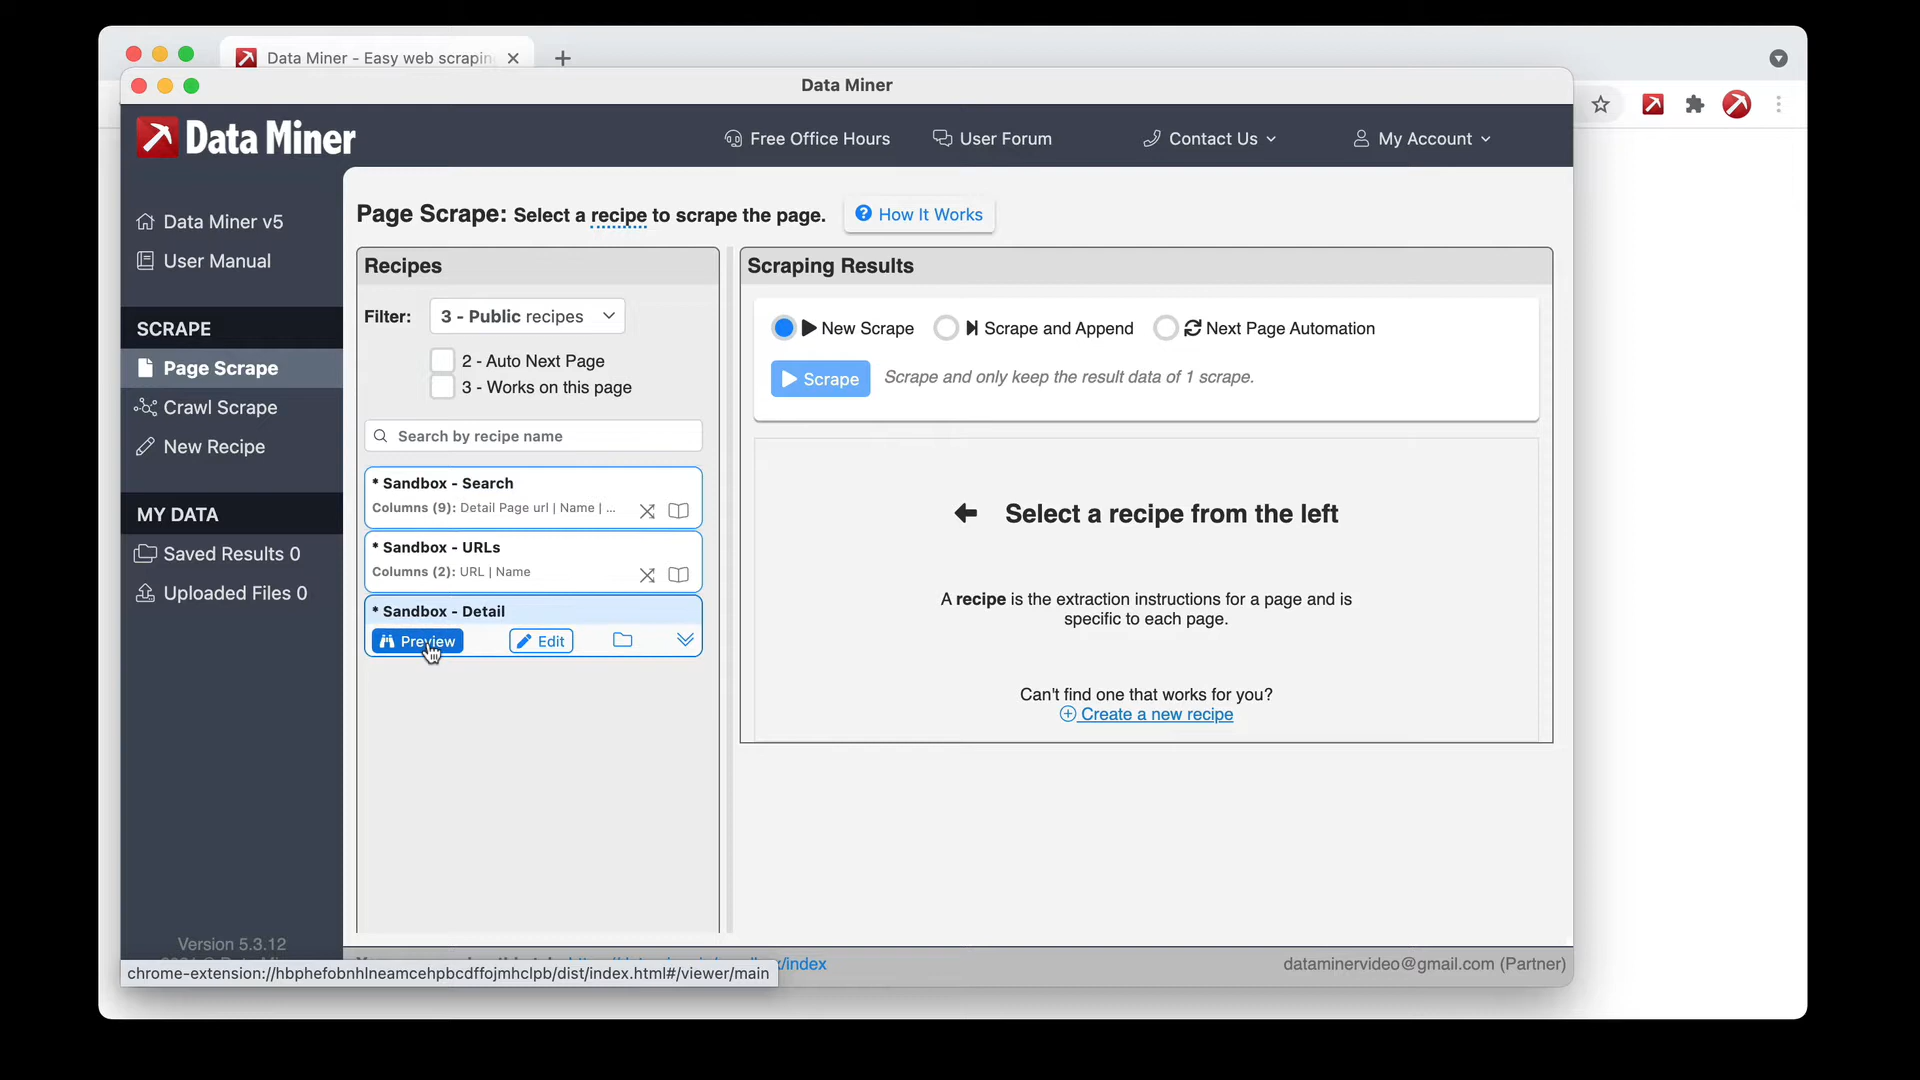 Data Miner - Easy web scrapin
Data Miner
Data Miner
Free Office Hours
User Forum
Contact Us
My Account
Data Miner v5
User Manual
SCRAPE
Page Scrape
Crawl Scrape
New Recipe
MY DATA
Saved Results 0
Uploaded Files 0
Version 5.3.12
Page Scrape: Select a recipe to scrape the page.
How It Works
Recipes
Filter: 3 - Public recipes
2 - Auto Next Page
3 - Works on this page
Search by recipe name
* Sandbox - Search
Columns (9): Detail Page url | Name | ...
* Sandbox - URLs
Columns (2): URL | Name
* Sandbox - Detail
Preview
Edit
Scraping Results
New Scrape
Scrape and Append
Next Page Automation
Scrape
Scrape and only keep the result data of 1 scrape.
Select a recipe from the left
A recipe is the extraction instructions for a page and is
specific to each page.
Can't find one that works for you?
Create a new recipe
/index
dataminervideo@gmail.com (Partner)
chrome-extension://hbphefobnhlneamcehpbcdffojmhclpb/dist/index.html#/viewer/main